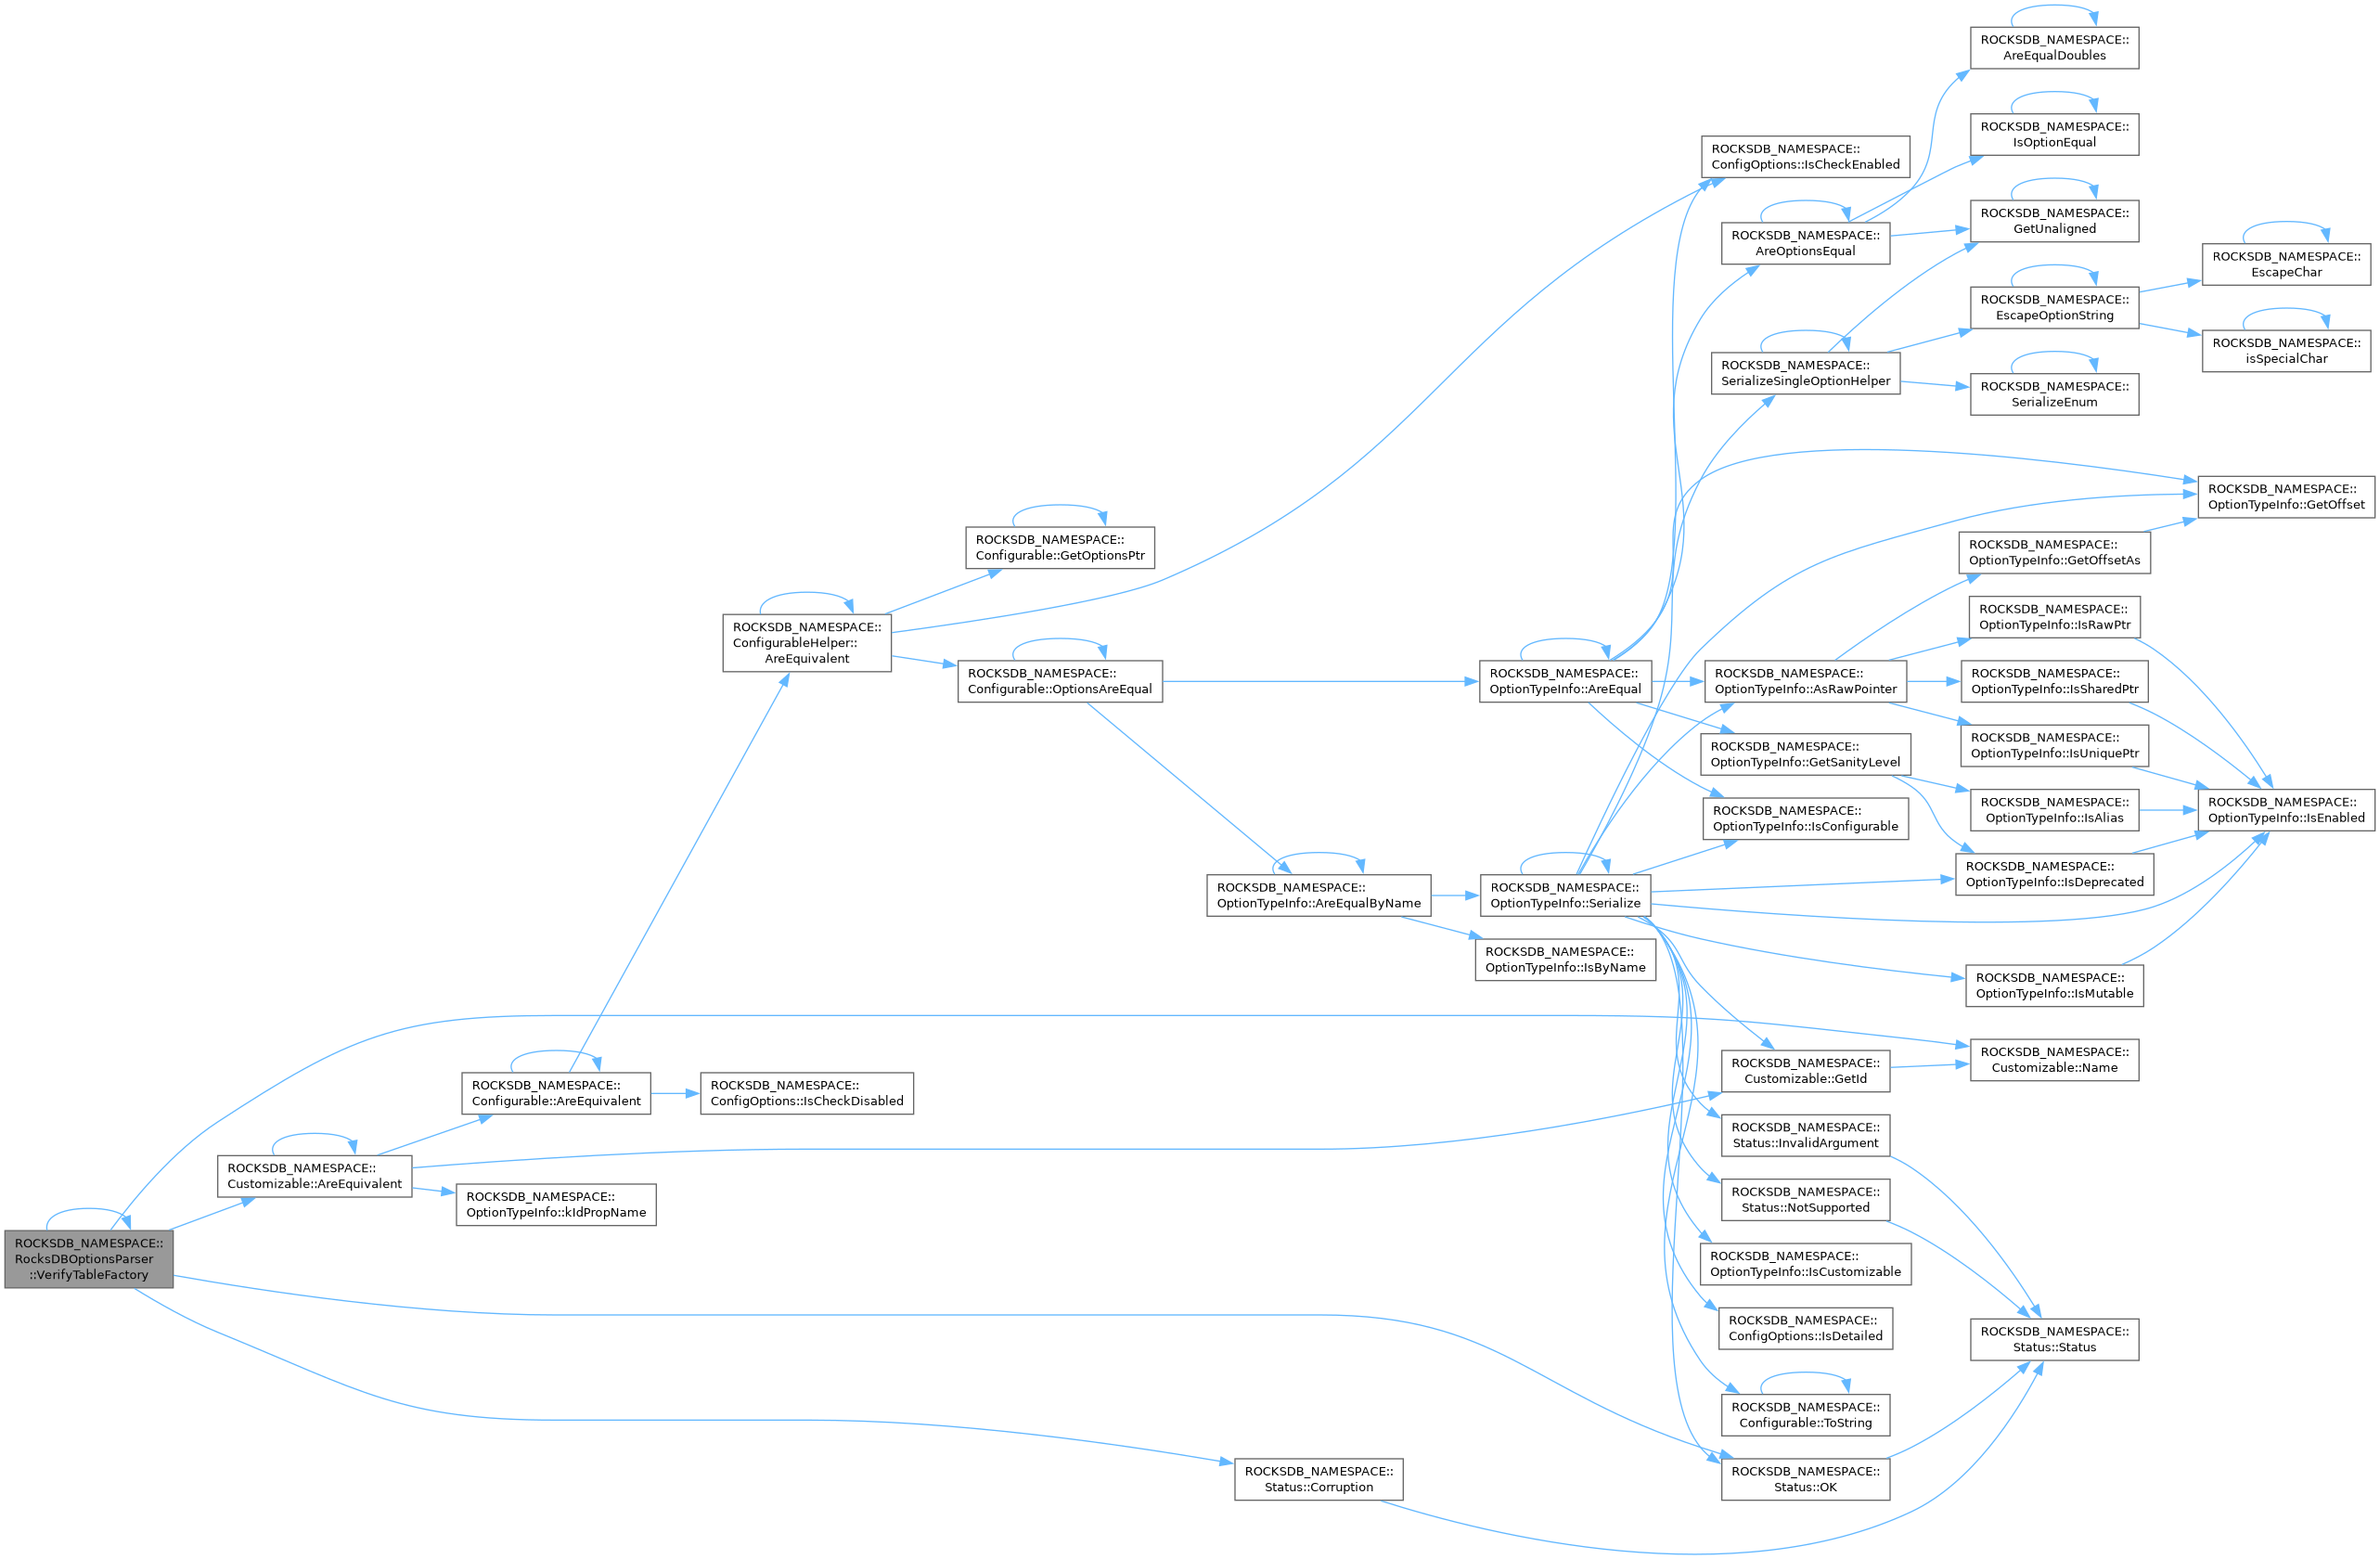 ROCKSDB_NAMESPACE::
AreEqualDoubles
ROCKSDB_NAMESPACE::
IsOptionEqual
ROCKSDB_NAMESPACE::
ConfigOptions::IsCheckEnabled
ROCKSDB_NAMESPACE::
GetUnaligned
ROCKSDB_NAMESPACE::
AreOptionsEqual
ROCKSDB_NAMESPACE::
EscapeChar
ROCKSDB_NAMESPACE::
EscapeOptionString
ROCKSDB_NAMESPACE::
isSpecialChar
ROCKSDB_NAMESPACE::
SerializeSingleOptionHelper
ROCKSDB_NAMESPACE::
SerializeEnum
ROCKSDB_NAMESPACE::
OptionTypeInfo::GetOffset
ROCKSDB_NAMESPACE::
Configurable::GetOptionsPtr
ROCKSDB_NAMESPACE::
OptionTypeInfo::GetOffsetAs
ROCKSDB_NAMESPACE::
ConfigurableHelper::
AreEquivalent
ROCKSDB_NAMESPACE::
OptionTypeInfo::IsRawPtr
ROCKSDB_NAMESPACE::
Configurable::OptionsAreEqual
ROCKSDB_NAMESPACE::
OptionTypeInfo::AreEqual
ROCKSDB_NAMESPACE::
OptionTypeInfo::AsRawPointer
ROCKSDB_NAMESPACE::
OptionTypeInfo::IsSharedPtr
ROCKSDB_NAMESPACE::
OptionTypeInfo::IsUniquePtr
ROCKSDB_NAMESPACE::
OptionTypeInfo::GetSanityLevel
ROCKSDB_NAMESPACE::
OptionTypeInfo::IsAlias
ROCKSDB_NAMESPACE::
OptionTypeInfo::IsEnabled
ROCKSDB_NAMESPACE::
OptionTypeInfo::IsConfigurable
ROCKSDB_NAMESPACE::
OptionTypeInfo::IsDeprecated
ROCKSDB_NAMESPACE::
OptionTypeInfo::AreEqualByName
ROCKSDB_NAMESPACE::
OptionTypeInfo::Serialize
ROCKSDB_NAMESPACE::
OptionTypeInfo::IsByName
ROCKSDB_NAMESPACE::
OptionTypeInfo::IsMutable
ROCKSDB_NAMESPACE::
Customizable::Name
ROCKSDB_NAMESPACE::
Customizable::GetId
ROCKSDB_NAMESPACE::
Configurable::AreEquivalent
ROCKSDB_NAMESPACE::
ConfigOptions::IsCheckDisabled
ROCKSDB_NAMESPACE::
Status::InvalidArgument
ROCKSDB_NAMESPACE::
Customizable::AreEquivalent
ROCKSDB_NAMESPACE::
OptionTypeInfo::kIdPropName
ROCKSDB_NAMESPACE::
Status::NotSupported
ROCKSDB_NAMESPACE::
RocksDBOptionsParser
::VerifyTableFactory
ROCKSDB_NAMESPACE::
OptionTypeInfo::IsCustomizable
ROCKSDB_NAMESPACE::
ConfigOptions::IsDetailed
ROCKSDB_NAMESPACE::
Status::Status
ROCKSDB_NAMESPACE::
Configurable::ToString
ROCKSDB_NAMESPACE::
Status::Corruption
ROCKSDB_NAMESPACE::
Status::OK